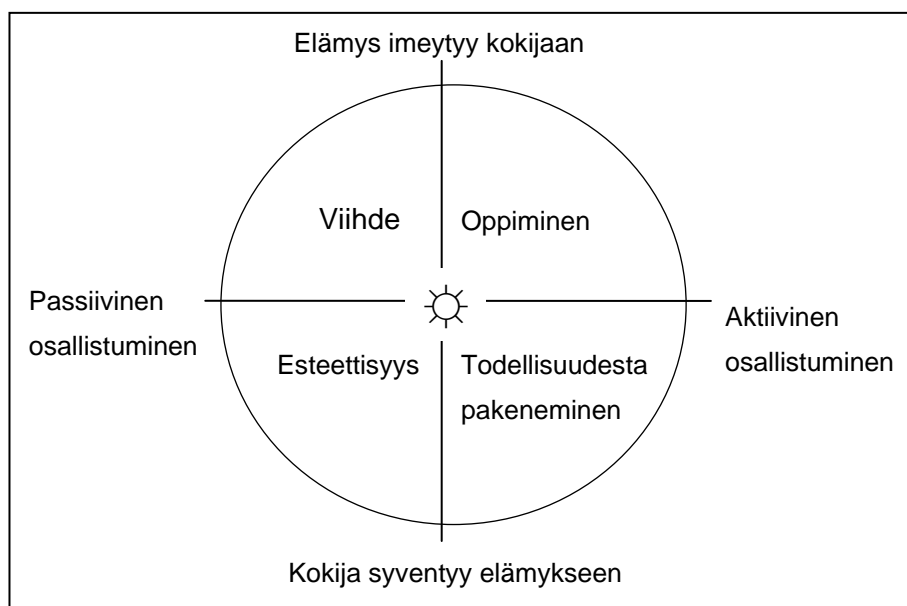 Elämys imeytyy kokijaan
Viihde
Oppiminen
Passiivinen
osallistuminen
Aktiivinen
osallistuminen
Esteettisyys
Todellisuudesta
pakeneminen
Kokija syventyy elämykseen